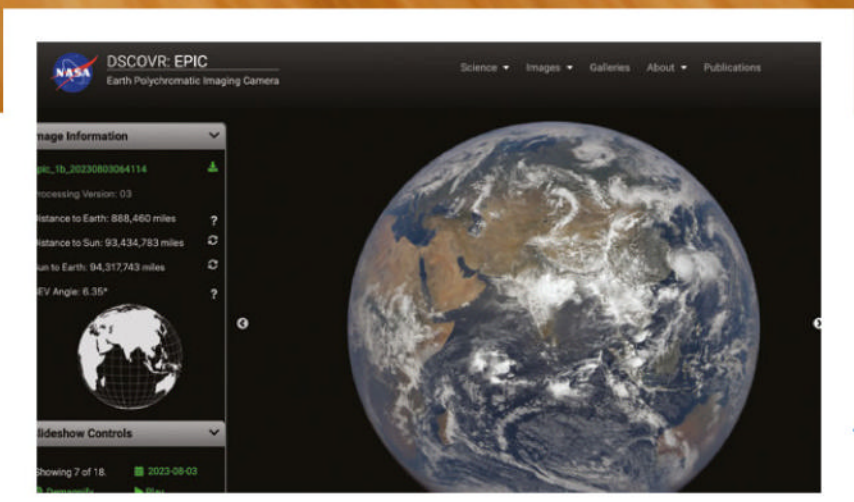 NASA
DSCOVR: EPIC
Earth Polychromatic Imaging Camera
Science Images Galleries About Publications
mage Information
pic_1b_20230803064114
rocessing Version: 03
istance to Earth: 888,460 miles ?
istance to Sun: 93,434,783 miles
un to Earth: 94,317,743 miles
EV Angle: 6.35° ?
lideshow Controls
Showing 7 of 18. 2023-08-03
Demagnify Play